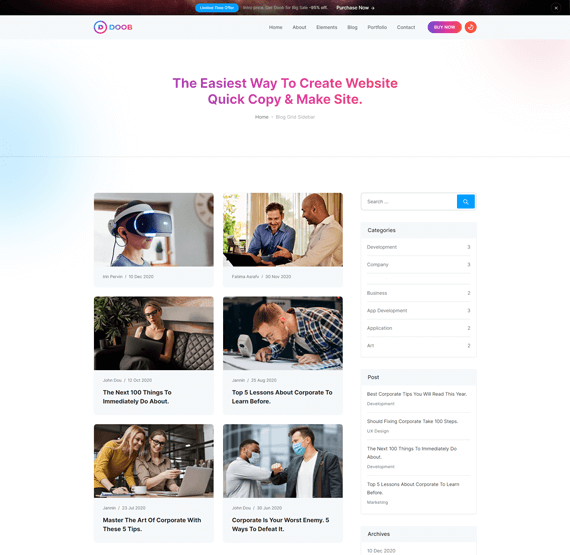 Limited Time Offer
Intro price. Get Doob for Big Sale -95% off.
Purchase Now
DOOB
Home
About
Elements
Blog
Portfolio
Contact
BUY NOW
The Easiest Way To Create Website
Quick Copy & Make Site.
Home - Blog Grid Sidebar
Irin Pervin / 10 Dec 2020
Fatima Asrafy / 30 Nov 2020
John Dou / 12 Oct 2020
The Next 100 Things To
Immediately Do About.
Jannin / 25 Aug 2020
Top 5 Lessons About Corporate To
Learn Before.
Jannin / 23 Jul 2020
Master The Art Of Corporate With
These 5 Tips.
John Dou / 30 Jun 2020
Corporate Is Your Worst Enemy. 5
Ways To Defeat It.
Search ...
Categories
Development 3
Company 3
Business 2
App Development 3
Application 2
Art 2
Post
Best Corporate Tips You Will Read This Year.
Development
Should Fixing Corporate Take 100 Steps.
UX Design
The Next 100 Things To Immediately Do
About.
Development
Top 5 Lessons About Corporate To Learn
Before.
Marketing
Archives
10 Dec 2020